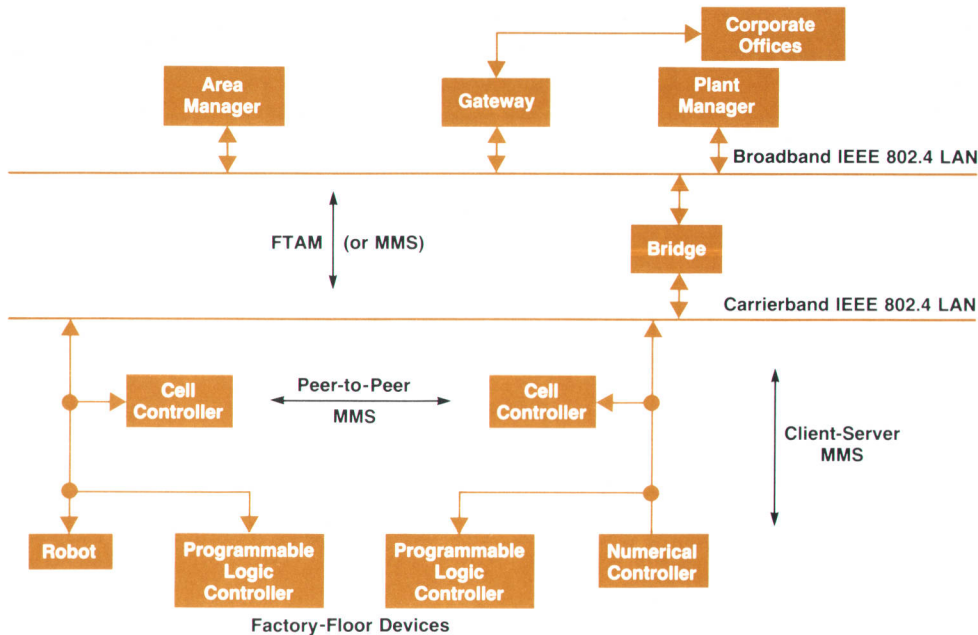 Corporate
Offices
Area
Manager
Gateway
Plant
Manager
Broadband IEEE 802.4 LAN
FTAM (or MMS)
Bridge
Carrierband IEEE 802.4 LAN
Cell
Controller
Peer-to-Peer
MMS
Cell
Controller
Client-Server
MMS
Robot
Programmable
Logic
Controller
Programmable
Logic
Controller
Numerical
Controller
Factory-Floor Devices